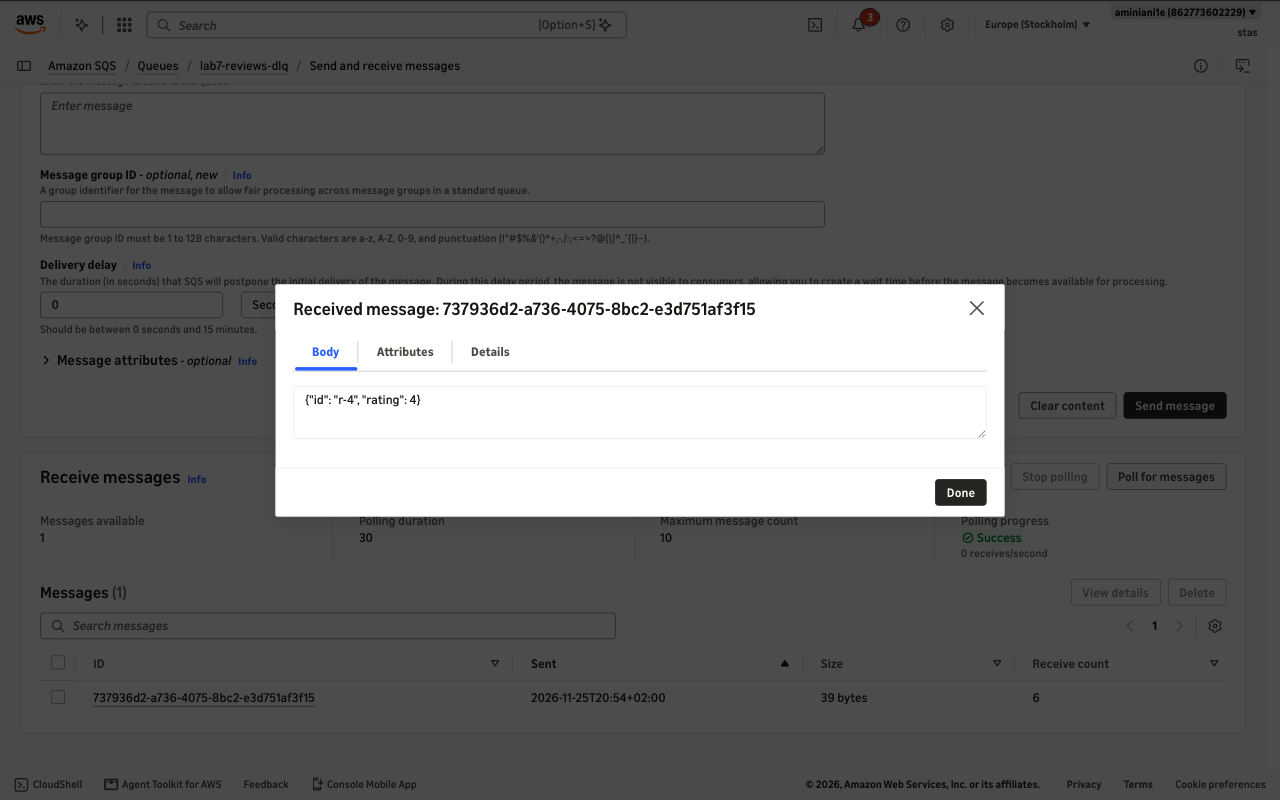 aws
Search
[Option+S]
3
Europe (Stockholm) ▼
aminiani1e (862773602229) ▼
stas
Amazon SQS / Queues / lab7-reviews-dlq / Send and receive messages
Enter message
Message group ID - optional, new Info
A group identifier for the message to allow fair processing across message groups in a standard queue.
Message group ID must be 1 to 128 characters. Valid characters are a-z, A-Z, 0-9, and punctuation (!"#$%&'()*+,-./:;<=>?@[\]^_`{|}~).
Delivery delay Info
The duration (in seconds) that SQS will postpone the initial delivery of the message. During this delay period, the message is not visible to consumers, allowing you to create a wait time before the message becomes available for processing.
0
Should be between 0 seconds and 15 minutes.
Message attributes - optional Info
Clear content
Send message
Received message: 737936d2-a736-4075-8bc2-e3d751af3f15
Body
Attributes
Details
{"id": "r-4", "rating": 4}
Done
Receive messages Info
Stop polling
Poll for messages
Messages available
1
Polling duration
30
Maximum message count
10
Polling progress
Success
0 receives/second
Messages (1)
View details
Delete
Search messages
1
ID
Sent
Size
Receive count
737936d2-a736-4075-8bc2-e3d751af3f15
2026-11-25T20:54+02:00
39 bytes
6
CloudShell
Agent Toolkit for AWS
Feedback
Console Mobile App
© 2026, Amazon Web Services, Inc. or its affiliates.
Privacy
Terms
Cookie preferences